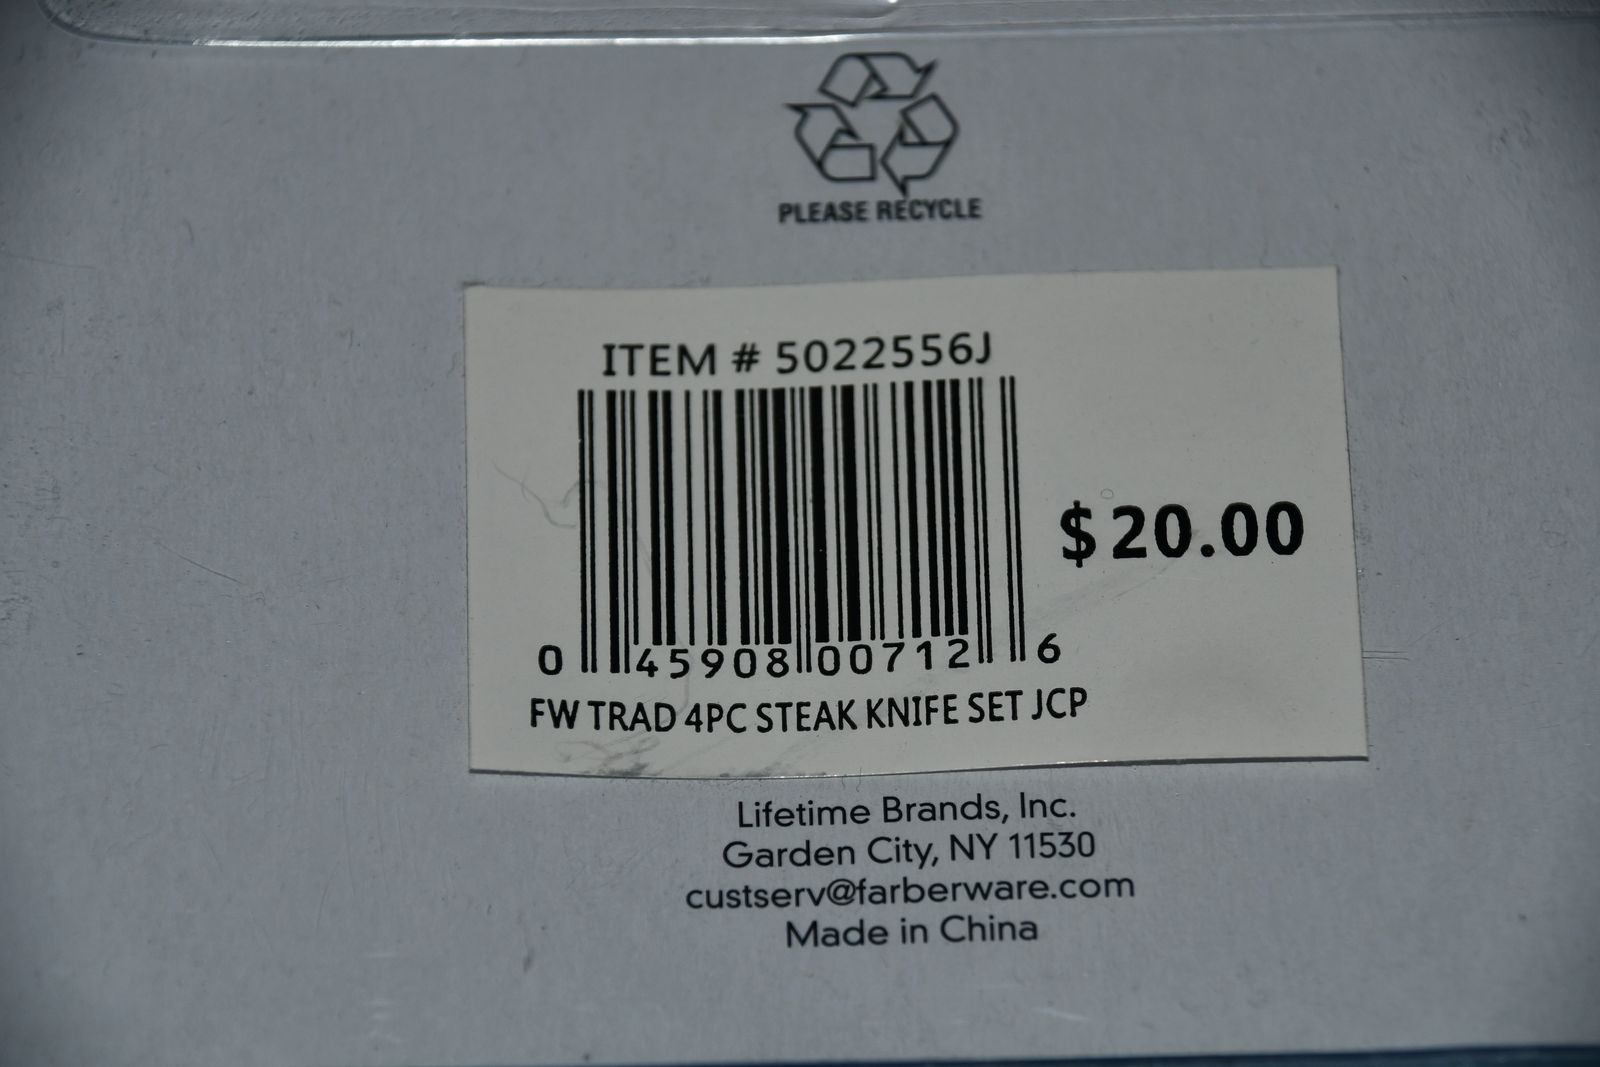 PLEASE RECYCLE
ITEM # 5022556J
$20.00
0 45908 00712 6
FW TRAD 4PC STEAK KNIFE SET JCP
Lifetime Brands, Inc.
Garden City, NY 11530
custserv@farberware.com
Made in China